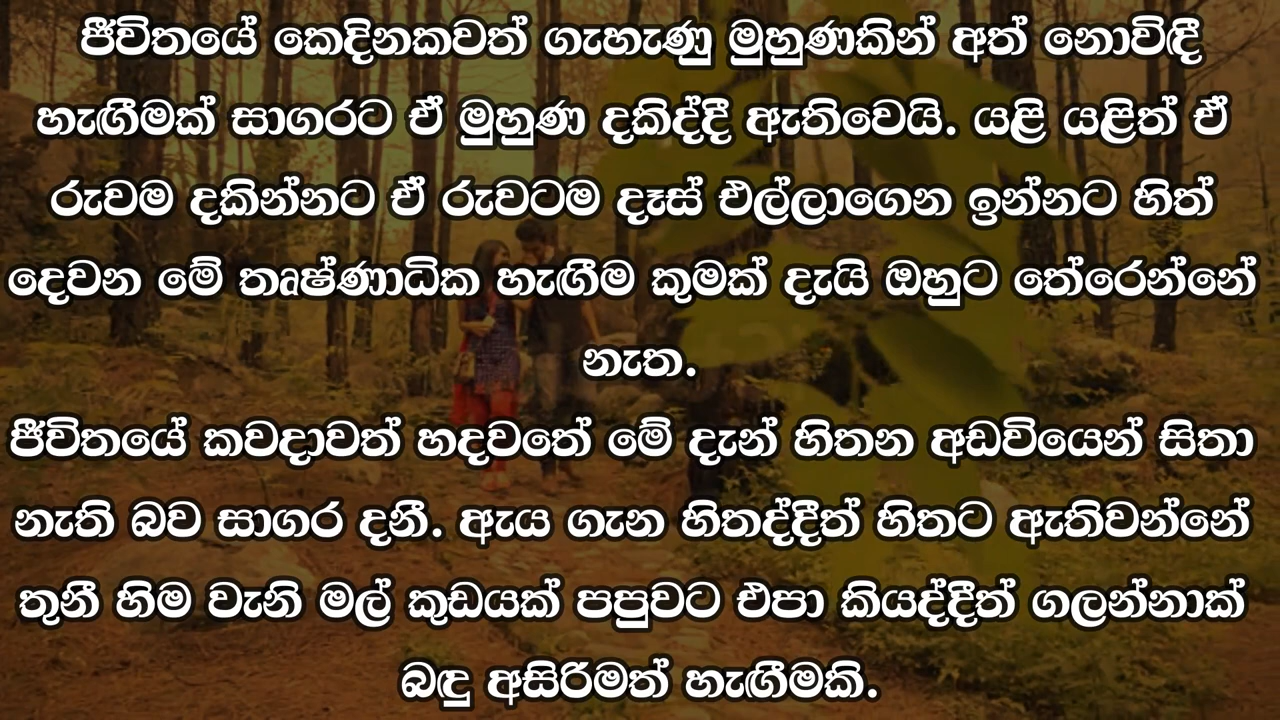 ජීවිතයේ කෙදිනකවත් ගැහැණු මුහුණකින් අත් නොවිඳි
හැඟීමක් සාගරට ඒ මුහුණ දකිද්දී ඇතිවෙයි. යළි යළිත් ඒ
රුවම දකින්නට ඒ රුවටම දෑස් එල්ලාගෙන ඉන්නට හිත්
දෙවන මේ තෘෂ්ණාධික හැඟීම කුමක් දැයි ඔහුට තේරෙන්නේ
නැත.
ජීවිතයේ කවදාවත් හදවතේ මේ දැන් හිතන අඩවියෙන් සිතා
නැති බව සාගර දනී. ඇය ගැන හිතද්දීත් හිතට ඇතිවන්නේ
තුනී හිම වැනි මල් කුඩයක් පපුවට එපා කියද්දීත් ගලන්නාක්
බඳු අසිරිමත් හැඟීමකි.